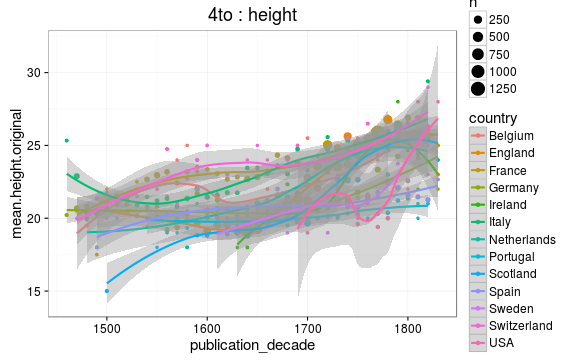 4to : height
mean.height.original
30
25
20
15
1500
1600
1700
1800
publication_decade
n
250
500
750
1000
1250
country
Belgium
England
France
Germany
Ireland
Italy
Netherlands
Portugal
Scotland
Spain
Sweden
Switzerland
USA